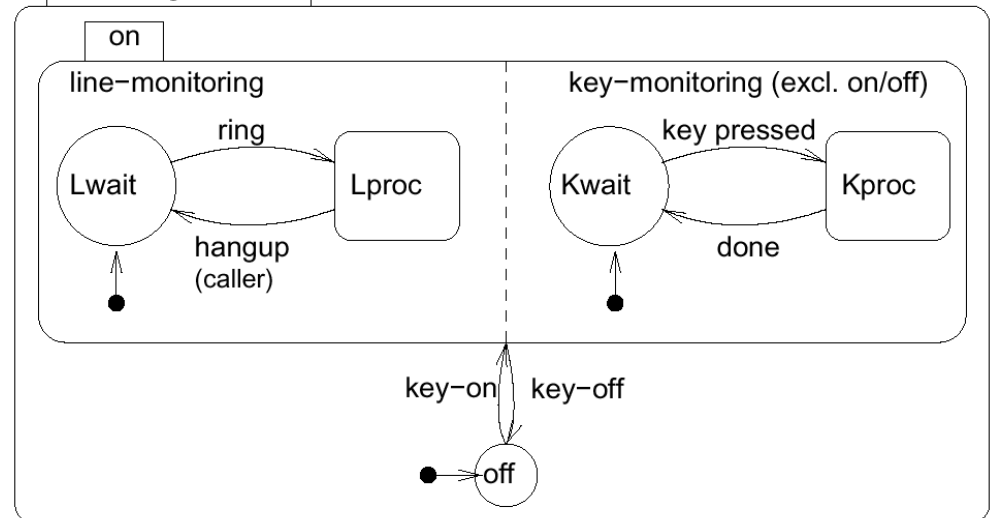 on
line−monitoring
key−monitoring (excl. on/off)
ring
key pressed
Lwait
Lproc
Kwait
Kproc
hangup
(caller)
done
key−on
key−off
off